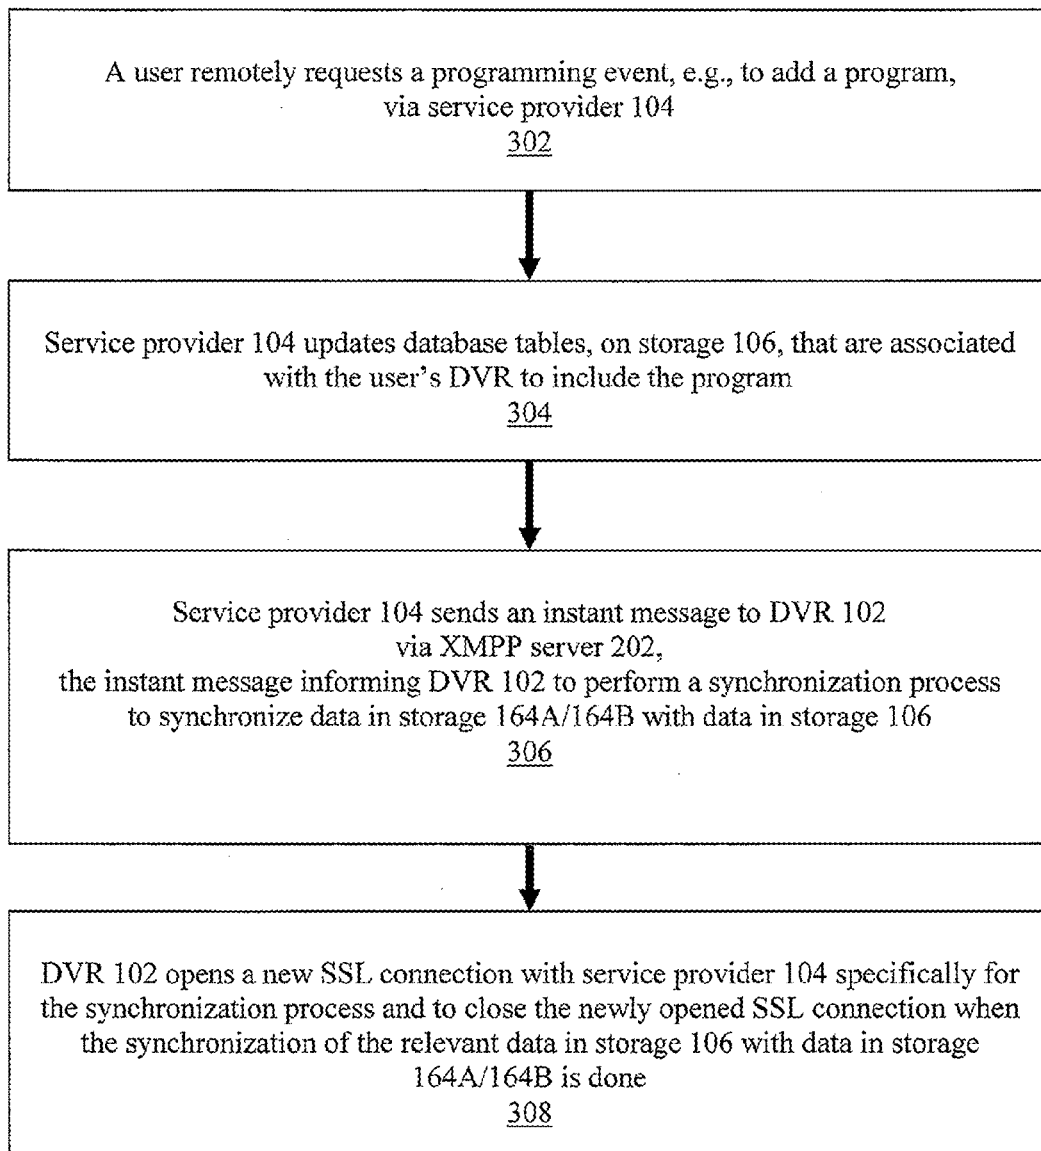 A user remotely requests a programming event, e.g., to add a program,
via service provider 104
302
Service provider 104 updates database tables, on storage 106, that are associated
with the user's DVR to include the program
304
Service provider 104 sends an instant message to DVR 102
via XMPP server 202,
the instant message informing DVR 102 to perform a synchronization process
to synchronize data in storage 164A/164B with data in storage 106
306
DVR 102 opens a new SSL connection with service provider 104 specifically for
the synchronization process and to close the newly opened SSL connection when
the synchronization of the relevant data in storage 106 with data in storage
164A/164B is done
308